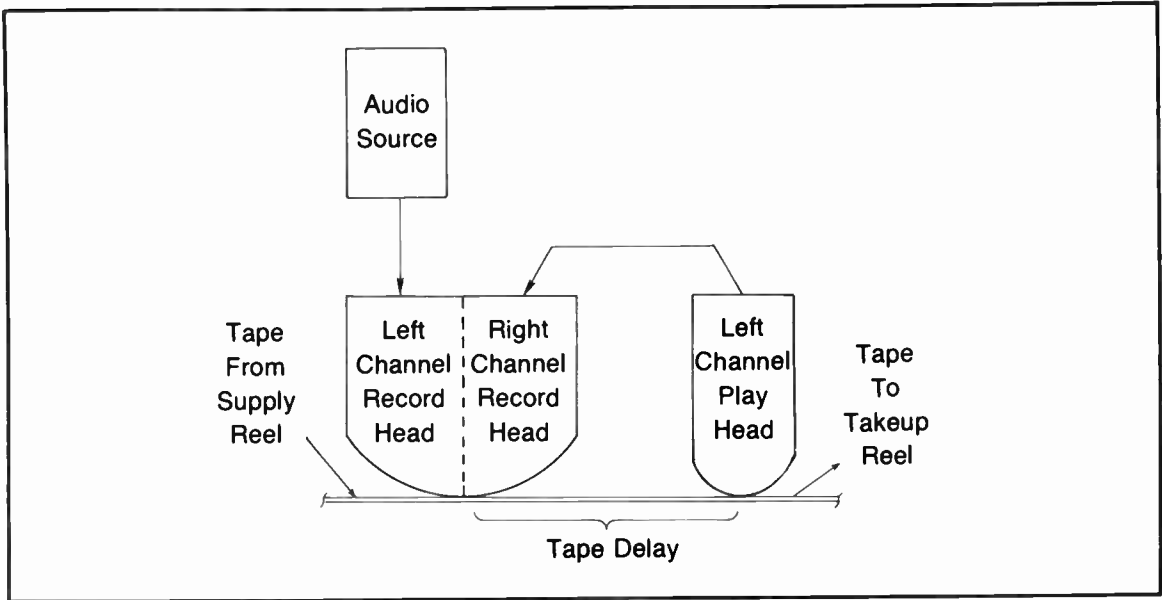 Audio
Source
Tape
From
Supply
Reel
Left
Channel
Record
Head
Right
Channel
Record
Head
Left
Channel
Play
Head
Tape
To
Takeup
Reel
Tape Delay